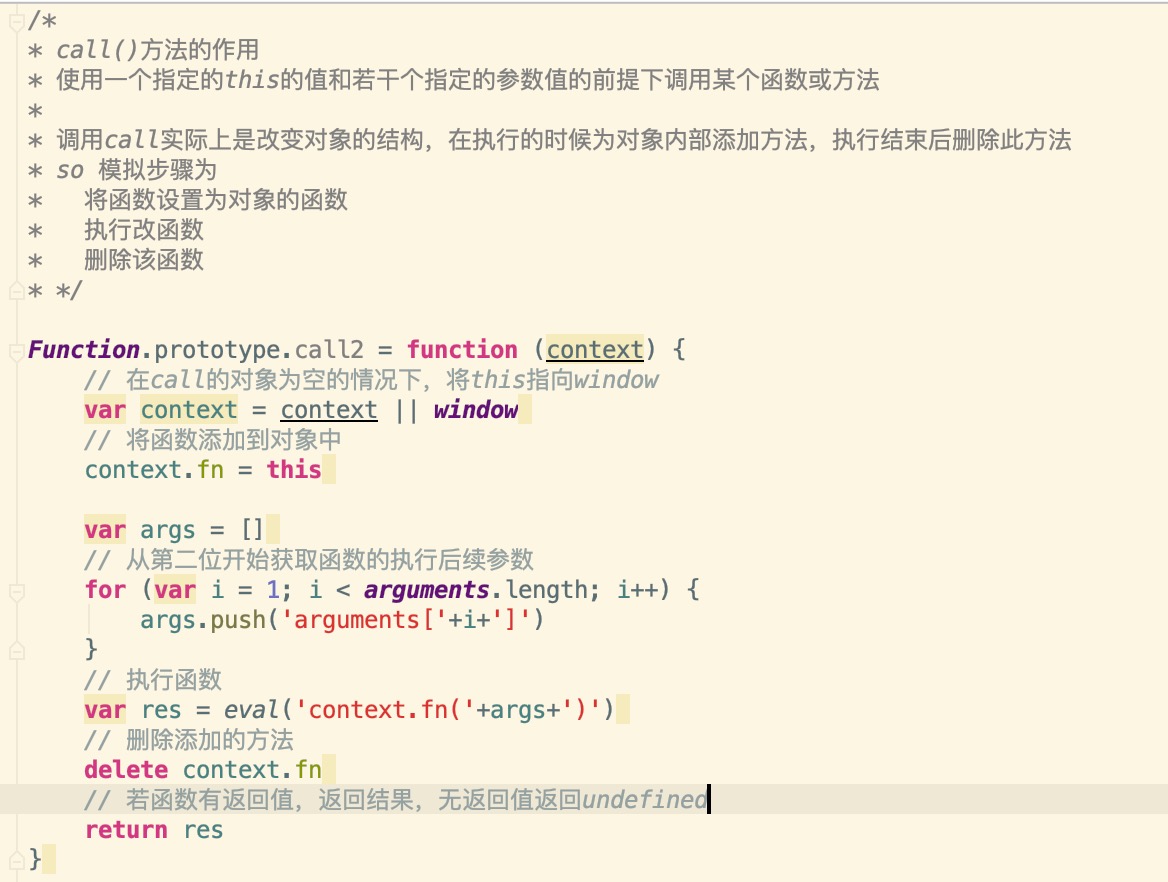 /*
* call()方法的作用
* 使用一个指定的this的值和若干个指定的参数值的前提下调用某个函数或方法
*
* 调用call实际上是改变对象的结构，在执行的时候为对象内部添加方法，执行结束后删除此方法
* so 模拟步骤为
*   将函数设置为对象的函数
*   执行改函数
*   删除该函数
* */
Function.prototype.call2 = function (context) {
    // 在call的对象为空的情况下，将this指向window
    var context = context || window
    // 将函数添加到对象中
    context.fn = this
    var args = []
    // 从第二位开始获取函数的执行后续参数
    for (var i = 1; i < arguments.length; i++) {
        args.push('arguments['+i+']')
    }
    // 执行函数
    var res = eval('context.fn('+args+')')
    // 删除添加的方法
    delete context.fn
    // 若函数有返回值，返回结果，无返回值返回undefined
    return res
}